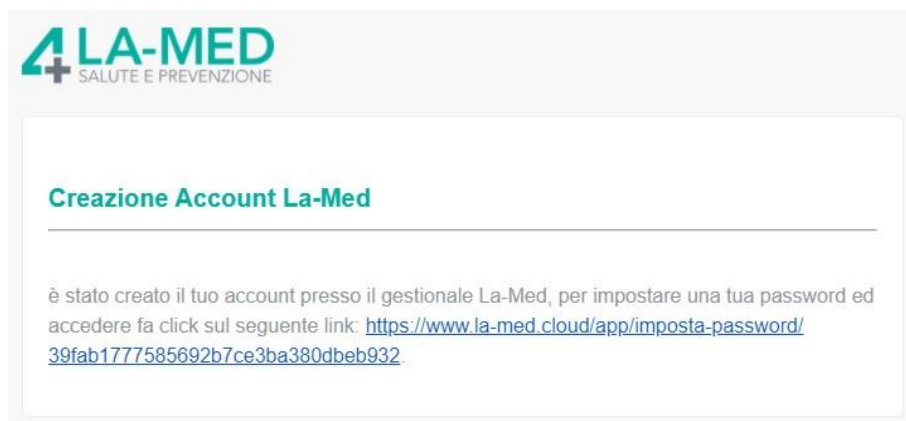 4+ LA-MED
SALUTE E PREVENZIONE
Creazione Account La-Med
è stato creato il tuo account presso il gestionale La-Med, per impostare una tua password ed
accedere fa click sul seguente link: https://www.la-med.cloud/app/imposta-password/
39fab1777585692b7ce3ba380dbeb932.